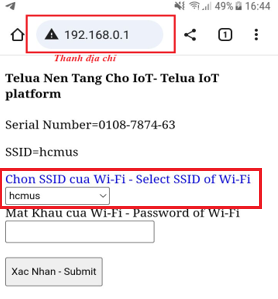 49% 16:44
192.168.0.1
1
Thanh địa chỉ
Telua Nen Tang Cho IoT- Telua IoT
platform
Serial Number=0108-7874-63
SSID=hcmus
Chon SSID cua Wi-Fi - Select SSID of Wi-Fi
hcmus
Mat Khau cua Wi-Fi - Password of Wi-Fi
Xac Nhan - Submit